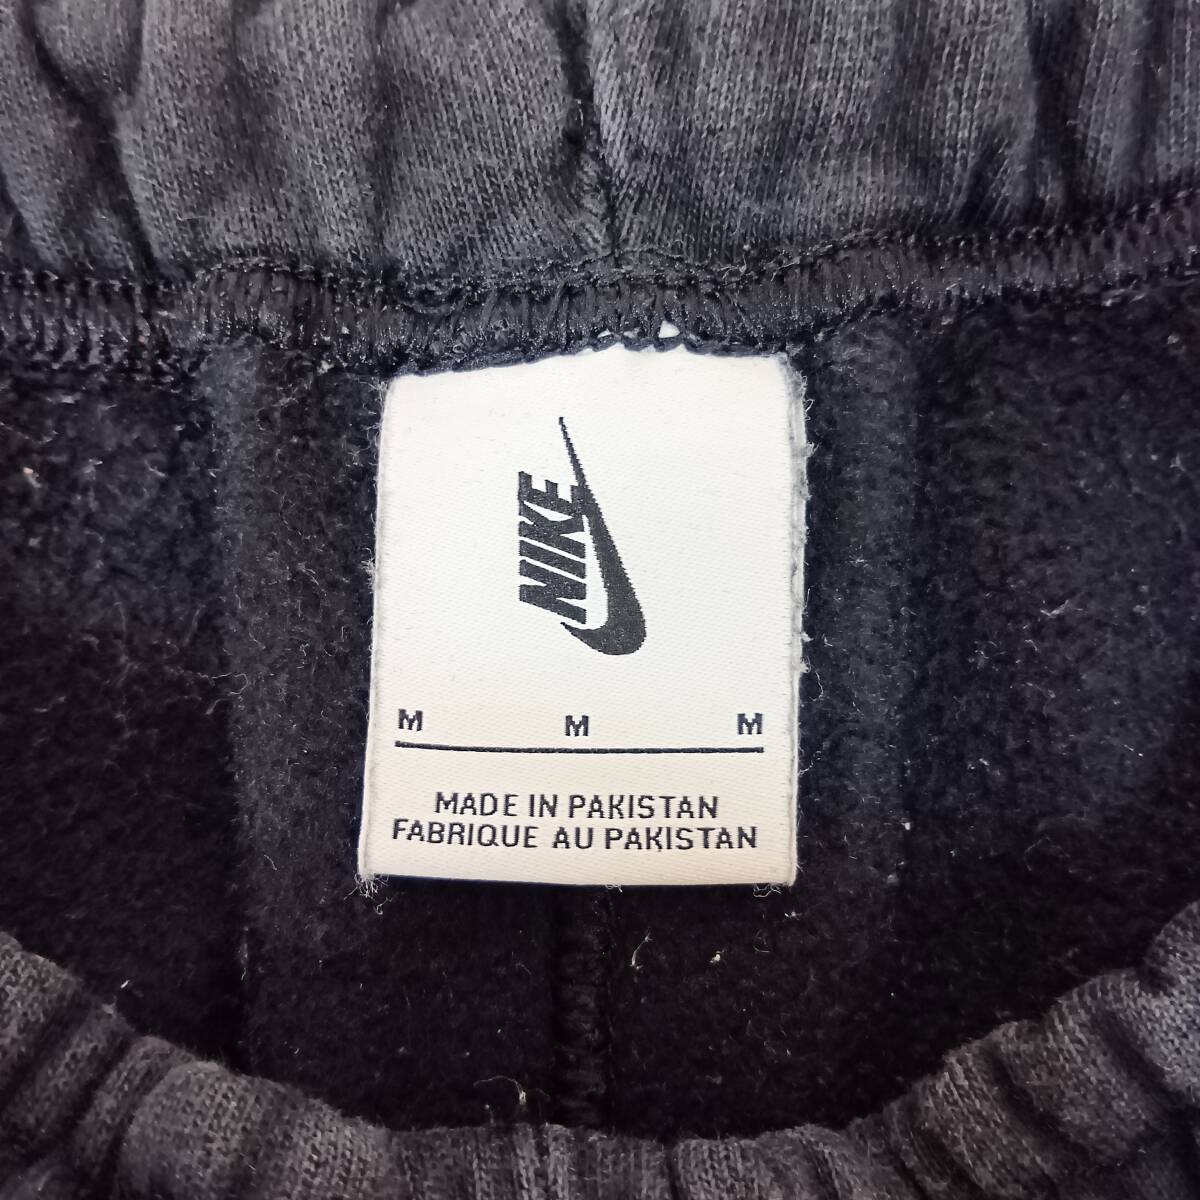 NIKE
M M M
MADE IN PAKISTAN
FABRIQUE AU PAKISTAN